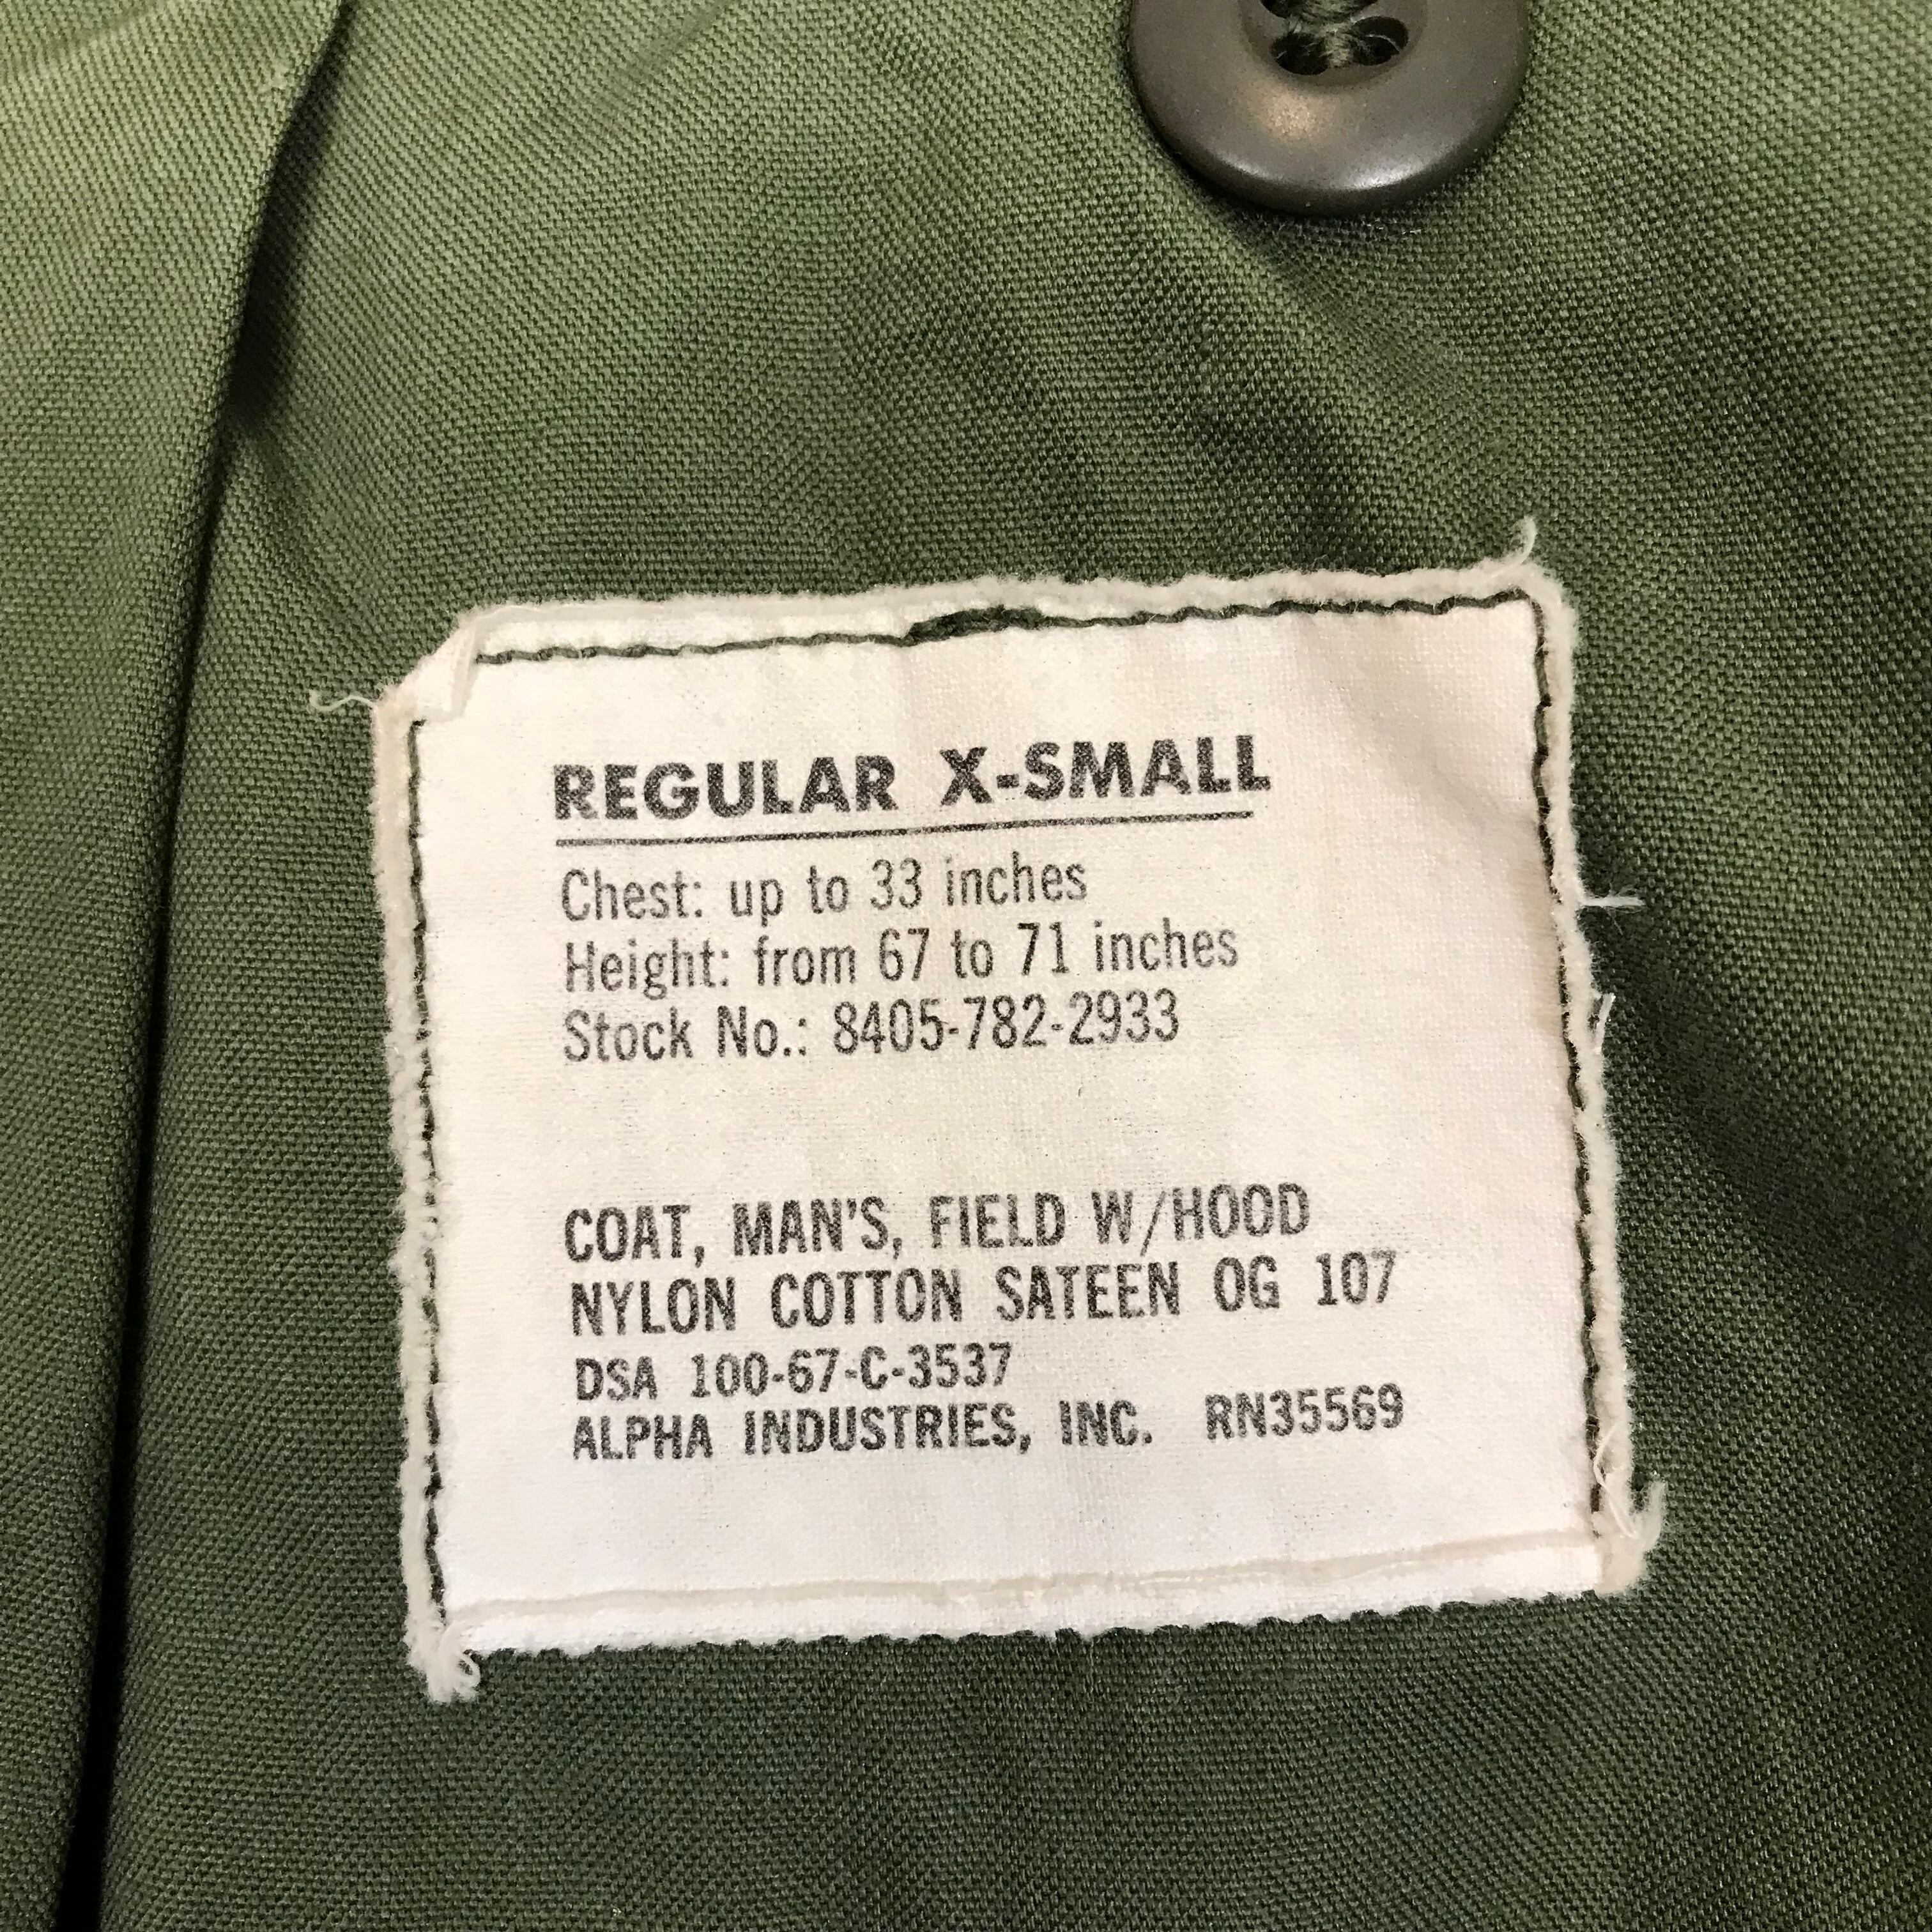 REGULAR X-SMALL
Chest: up to 33 inches
Height: from 67 to 71 inches
Stock No.: 8405-782-2933
COAT, MAN'S, FIELD W/HOOD
NYLON COTTON SATEEN OG 107
DSA 100-67-C-3537
ALPHA INDUSTRIES, INC. RN35569